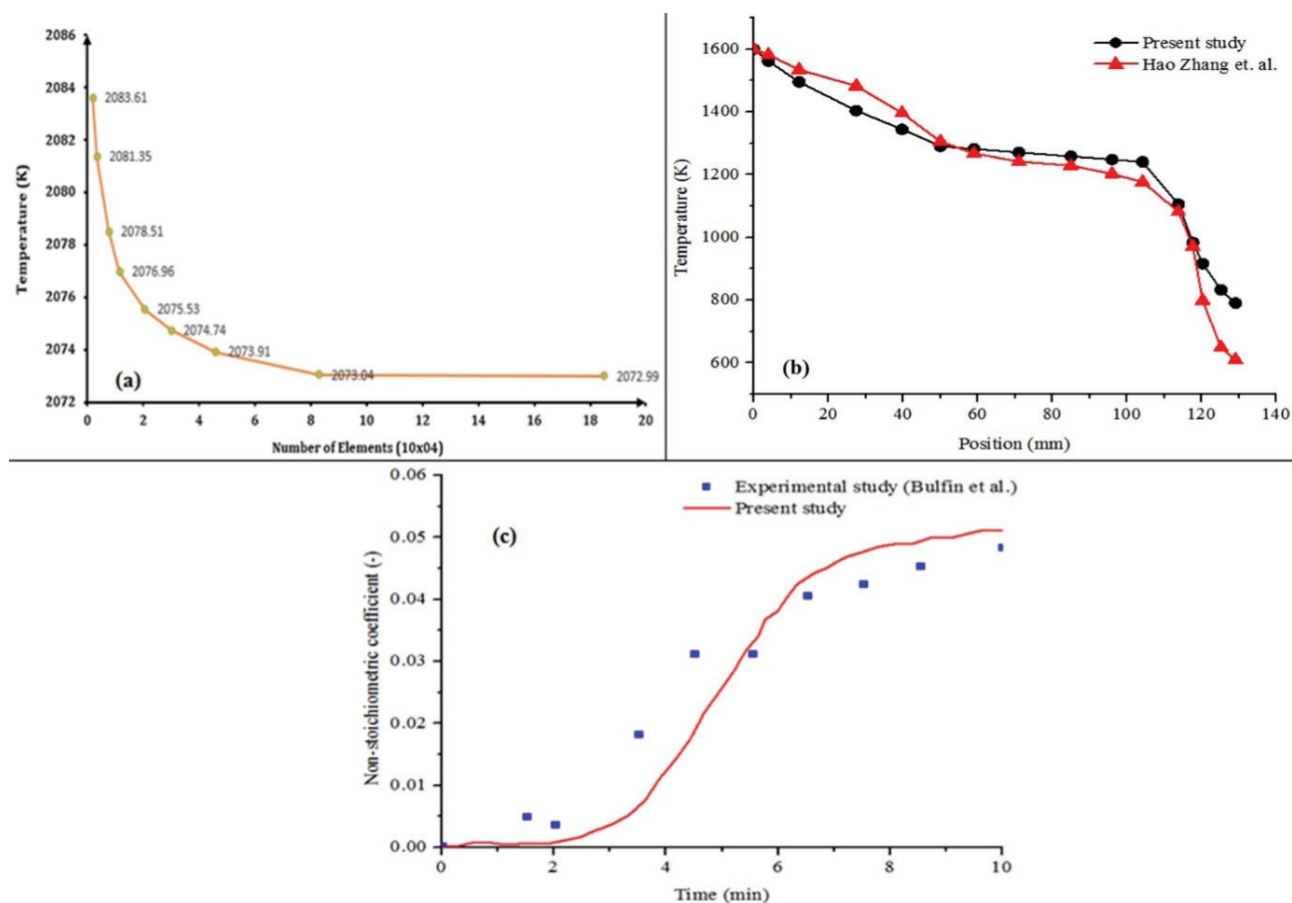 2086
2084
2082
2080
2078
2076
2074
2072
Temperature (K)
2083.61
2081.35
2078.51
2076.96
2075.53
2074.74
2073.91
2073.04
2072.99
(a)
0 2 4 6 8 10 12 14 16 18 20
Number of Elements (10x04)
1600
1400
1200
1000
800
600
Temperature (K)
Present study
Hao Zhang et. al.
(b)
0 20 40 60 80 100 120 140
Position (mm)
0.06
0.05
0.04
0.03
0.02
0.01
0.00
Non-stoichiometric coefficient (-)
Experimental study (Bulfin et al.)
Present study
(c)
0 2 4 6 8 10
Time (min)